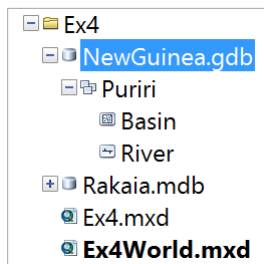 Ex4
NewGuinea.gdb
Puriri
Basin
River
Rakaia.mdb
Ex4.mxd
Ex4World.mxd